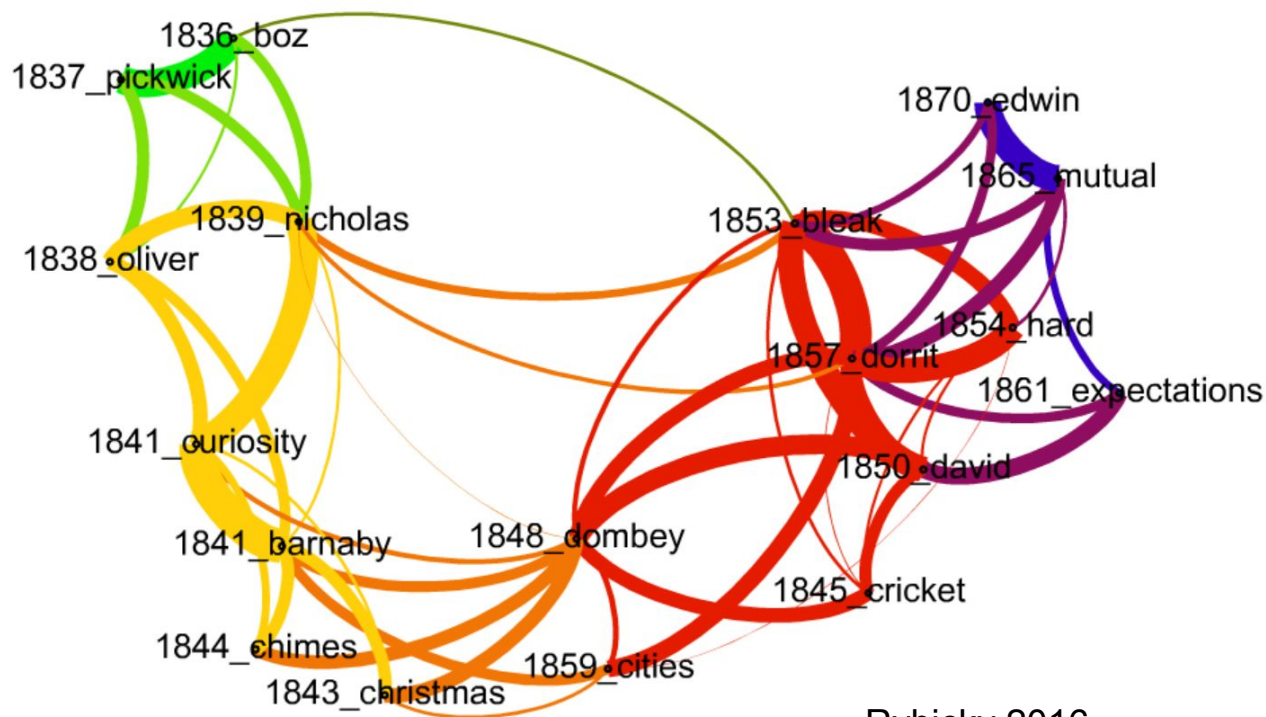 1836_boz
1837_pickwick
1870_edwin
1865_mutual
1839_nicholas
1853_bleak
1838_oliver
1854_hard
1857_dorrit
1861_expectations
1841_curiosity
1850_david
1841_barnaby
1848_dombey
1845_cricket
1844_chimes
1859_cities
1843_christmas